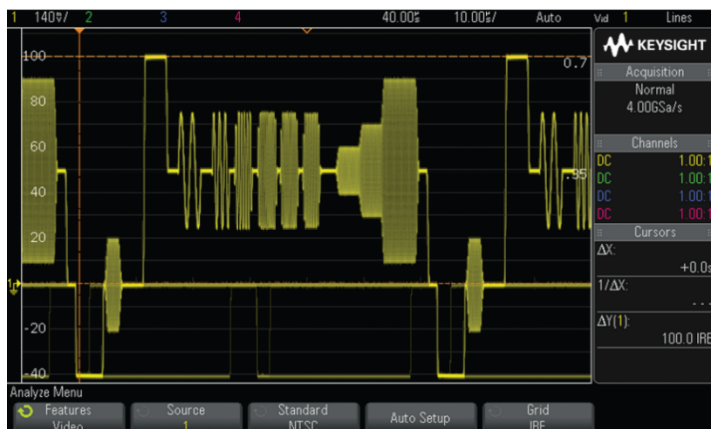 1 140V/ 2 3 4 40.00s 10.00s/ Auto Vid 1 Lines
KEYSIGHT
Acquisition
Normal
4.00GSa/s
Channels
DC 1.00:1
DC 1.00:1
DC 1.00:1
DC 1.00:1
Cursors
ΔX:
+0.0s
1/ΔX:
---
ΔY(1):
100.0 IRE
100
0.7
80
60
.35
40
20
1
-20
-40
Analyze Menu
Features
Video
Source
1
Standard
NTSC
Auto Setup
Grid
IRE